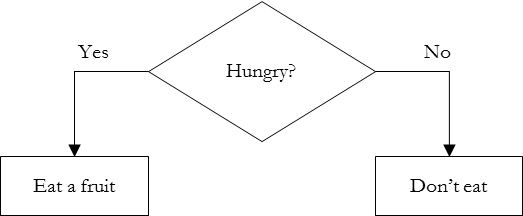 Yes
No
Hungry?
Eat a fruit
Don't eat